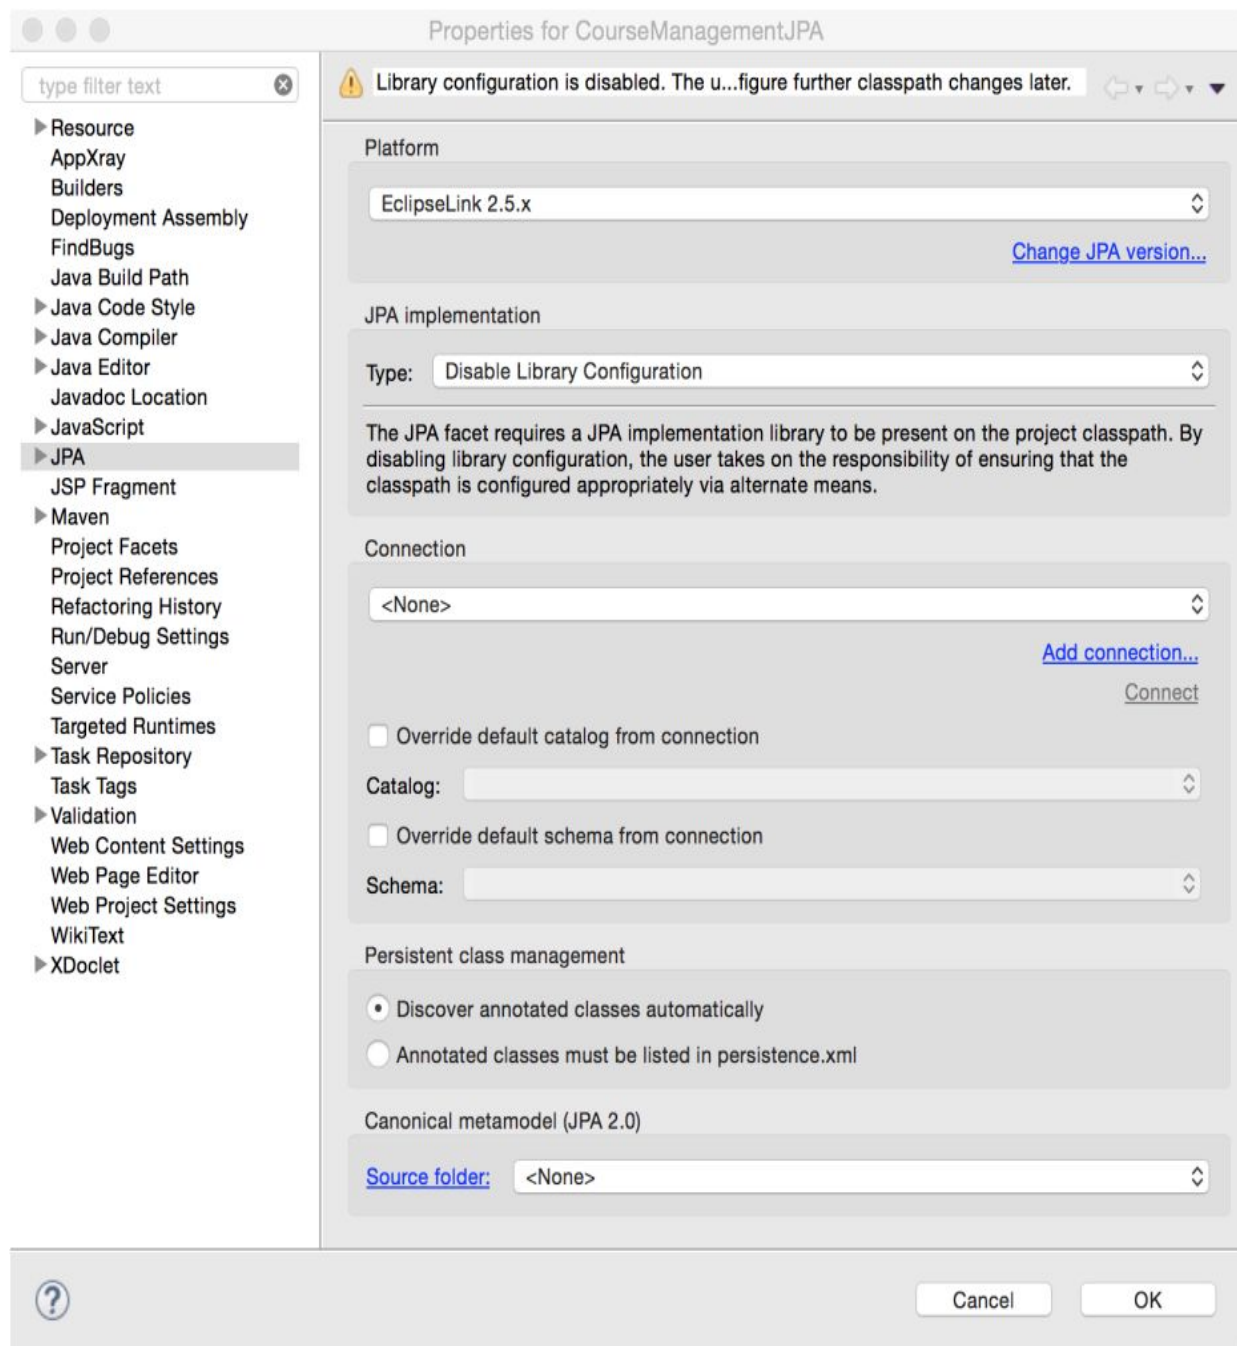 Properties for CourseManagementJPA
type filter text
Resource
AppXray
Builders
Deployment Assembly
FindBugs
Java Build Path
Java Code Style
Java Compiler
Java Editor
Javadoc Location
JavaScript
JPA
JSP Fragment
Maven
Project Facets
Project References
Refactoring History
Run/Debug Settings
Server
Service Policies
Targeted Runtimes
Task Repository
Task Tags
Validation
Web Content Settings
Web Page Editor
Web Project Settings
WikiText
XDoclet
Library configuration is disabled. The u...figure further classpath changes later.
Platform
EclipseLink 2.5.x
Change JPA version...
JPA implementation
Type: Disable Library Configuration
The JPA facet requires a JPA implementation library to be present on the project classpath. By
disabling library configuration, the user takes on the responsibility of ensuring that the
classpath is configured appropriately via alternate means.
Connection
<None>
Add connection...
Connect
Override default catalog from connection
Catalog:
Override default schema from connection
Schema:
Persistent class management
Discover annotated classes automatically
Annotated classes must be listed in persistence.xml
Canonical metamodel (JPA 2.0)
Source folder: <None>
?
Cancel
OK